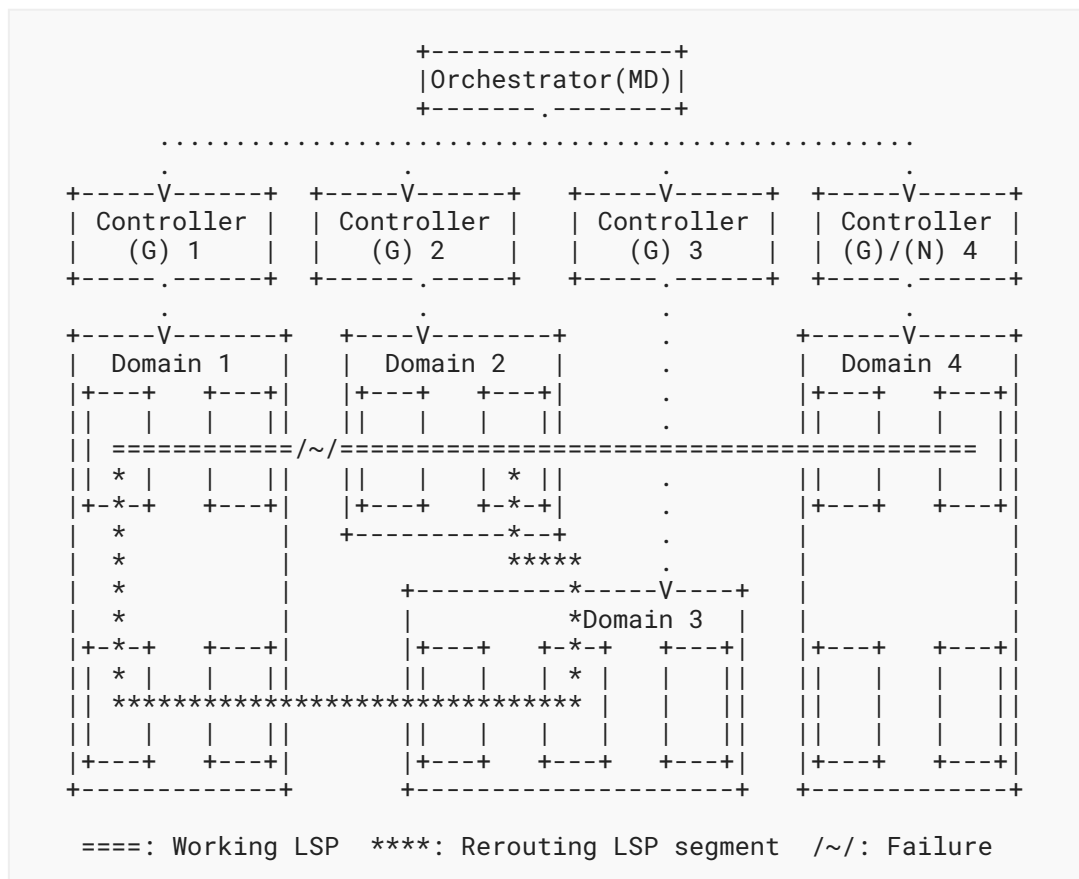 +----------------+
                       |Orchestrator(MD)|
                       +-------.--------+
      ..................................................
      .               .                .               .
+-----V------+  +-----V------+   +-----V------+  +-----V------+
| Controller |  | Controller |   | Controller |  | Controller |
|   (G) 1    |  |   (G) 2    |   |   (G) 3    |  | (G)/(N) 4  |
+-----.------+  +------.-----+   +-----.------+  +-----.------+
      .                .               .               .
+-----V-------+   +----V--------+      .         +-----V-------+
|  Domain 1   |   |  Domain 2   |      .         |  Domain 4   |
|+---+   +---+|   |+---+   +---+|      .         |+---+   +---+|
||   |   |   ||   ||   |   |   ||      .         ||   |   |   ||
|| ============/~/========================================== ||
|| * |   |   ||   ||   |   | * ||      .         ||   |   |   ||
|+-*-+   +---+|   |+---+   +-*-+|      .         |+---+   +---+|
|  *          |   +----------*--+      .         |             |
|  *          |              *****     .         |             |
|  *          |       +----------*-----V----+    |             |
|  *          |       |          *Domain 3  |    |             |
|+-*-+   +---+|       |+---+   +-*-+   +---+|    |+---+   +---+|
|| * |   |   ||       ||   |   | * |   |   ||    ||   |   |   ||
|| ******************************* |   |   ||    ||   |   |   ||
||   |   |   ||       ||   |   |   |   |   ||    ||   |   |   ||
|+---+   +---+|       |+---+   +---+   +---+|    |+---+   +---+|
+-------------+       +---------------------+    +-------------+
 ====: Working LSP  ****: Rerouting LSP segment  /~/: Failure